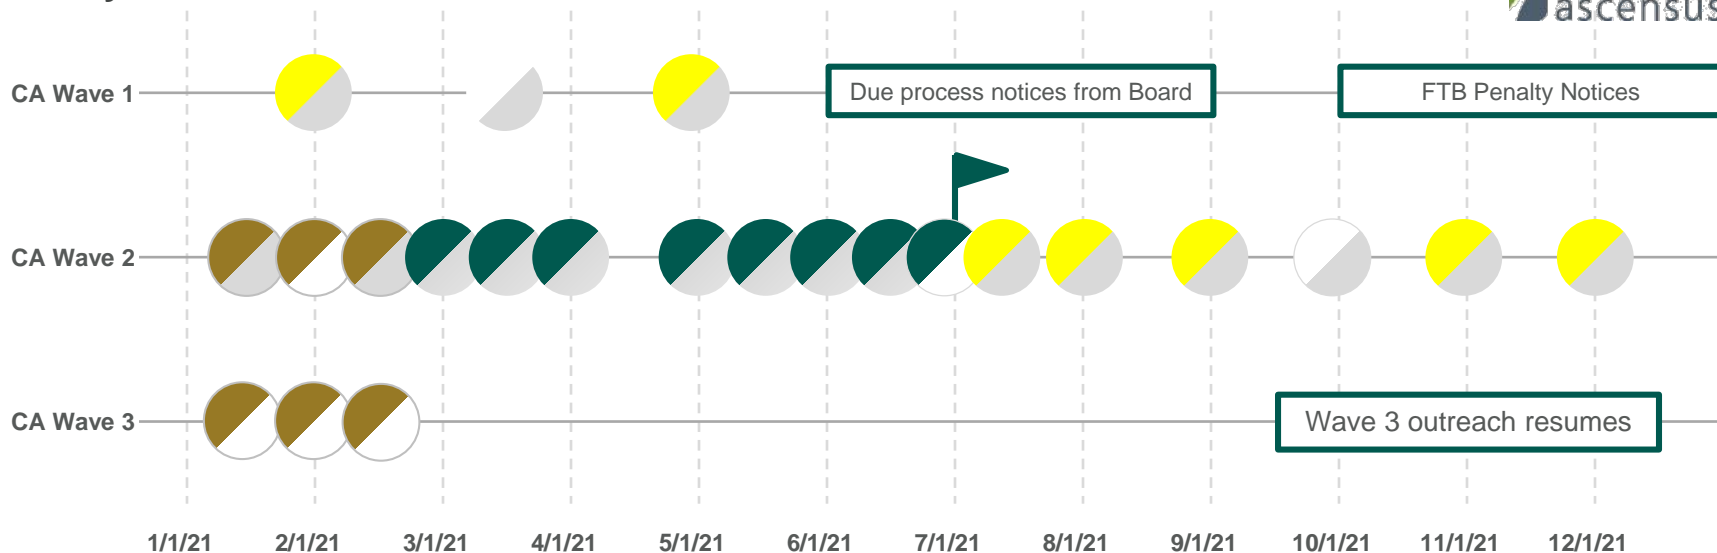 ascensus
CA Wave 1
Due process notices from Board
FTB Penalty Notices
CA Wave 2
CA Wave 3
Wave 3 outreach resumes
1/1/21 2/1/21 3/1/21 4/1/21 5/1/21 6/1/21 7/1/21 8/1/21 9/1/21 10/1/21 11/1/21 12/1/21